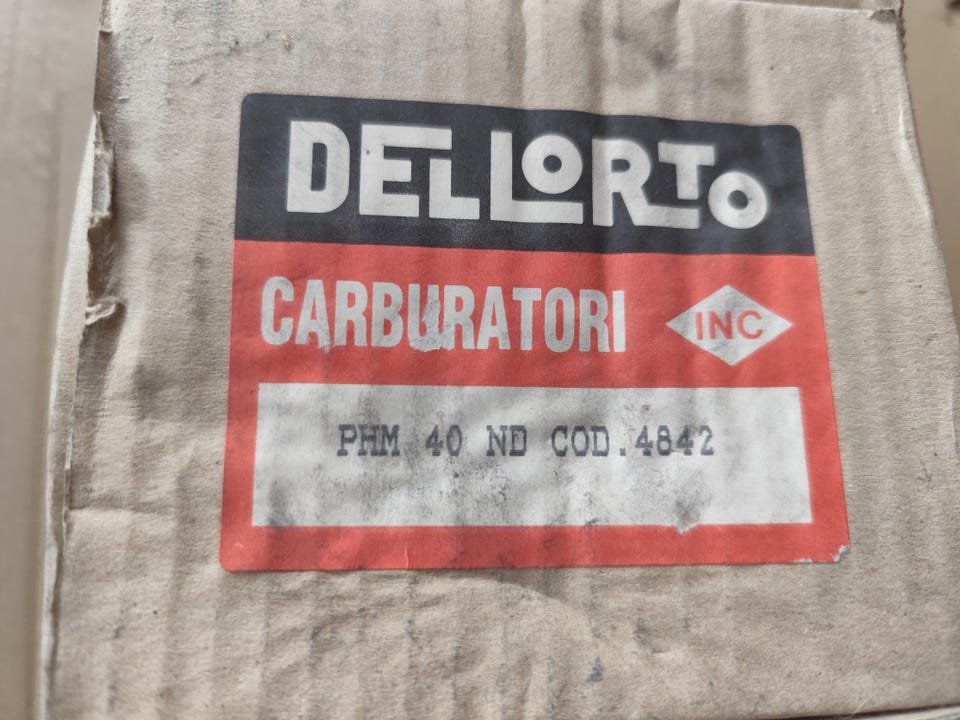 DELLORTO
CARBURATORI INC
PHM 40 ND COD.4842